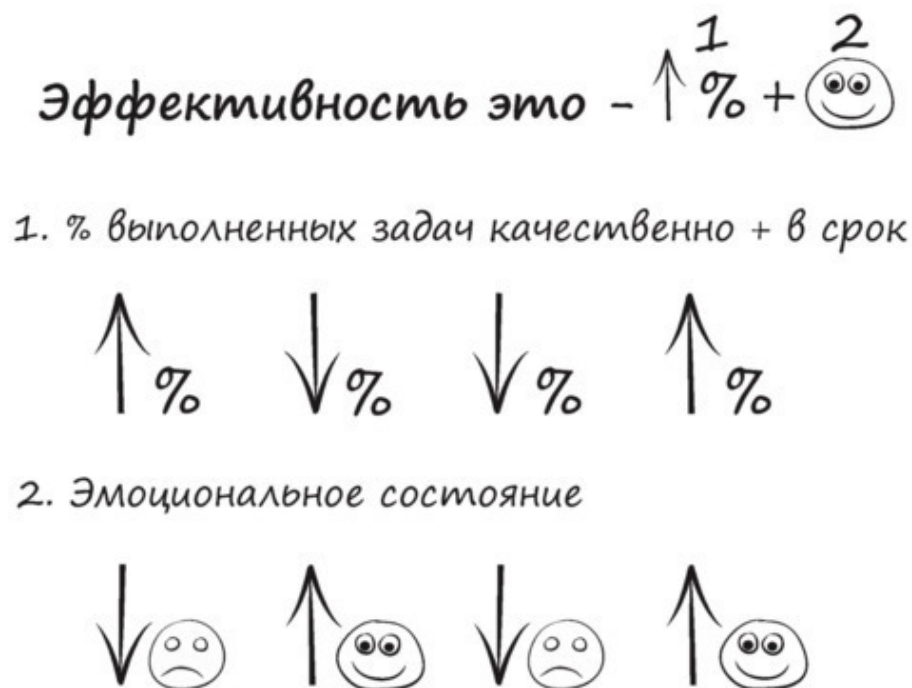 1 2
Эффективность это - ↑ % +
1. % выполненных задач качественно + в срок
↑ % ↓ % ↓ % ↑ %
2. Эмоциональное состояние
↓ ↑ ↓ ↑